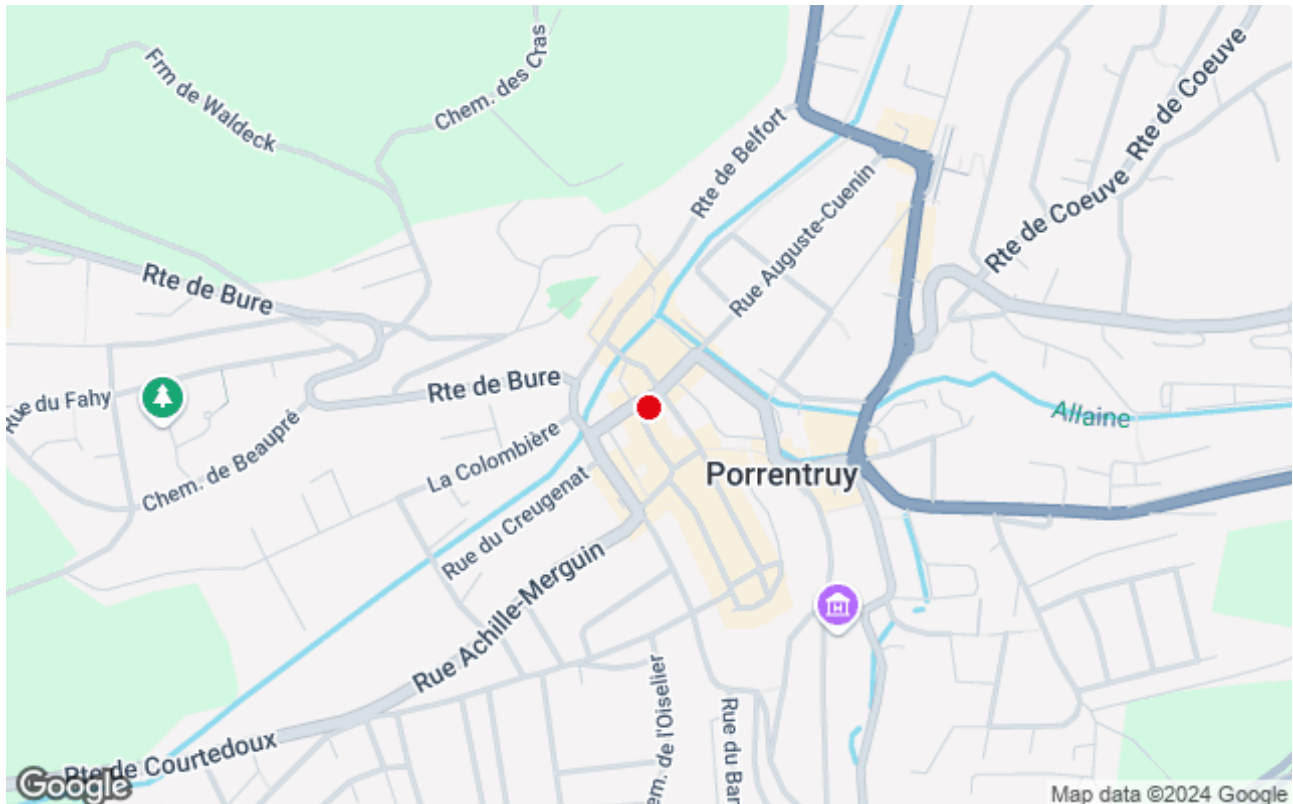 Frm de Waldeck
Chem. des Cras
Rte de Belfort
Rte de Coeuve
Rte de Coeuve
Rue Auguste-Cuenin
Rte de Bure
Rte de Bure
Rue du Fahy
Chem. de Beaupré
La Colombière
Allaine
Porrentruy
Rue du Creugenat
Rue Achille-Merguin
em. de l'Oiselier
Rue du Bar
Rte de Courtedoux
Google
Map data ©2024 Google